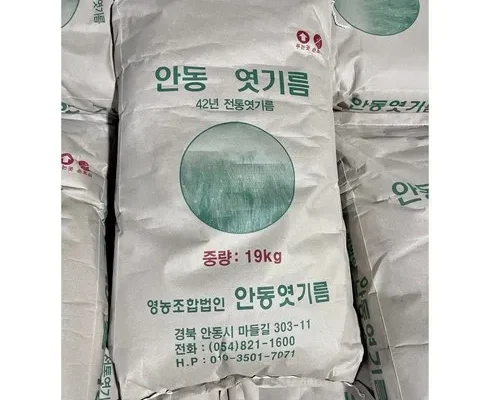 안동 엿기름
42년 전통엿기름
중량: 19kg
영농조합법인 안동엿기름
경북 안동시 마들길 303-11
전화 : (054)821-1600
H.P : 010-3501-7071
안동